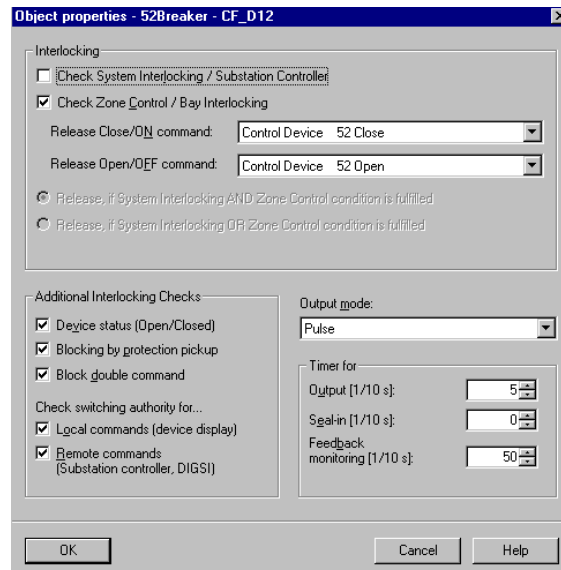 Object properties - 52Breaker - CF_D12
Interlocking
Check System Interlocking / Substation Controller
Check Zone Control / Bay Interlocking
Release Close/ON command: Control Device 52 Close
Release Open/OFF command: Control Device 52 Open
Release, if System Interlocking AND Zone Control condition is fulfilled
Release, if System Interlocking OR Zone Control condition is fulfilled
Additional Interlocking Checks
Device status (Open/Closed)
Blocking by protection pickup
Block double command
Check switching authority for...
Local commands (device display)
Remote commands
(Substation controller, DIGSI)
Output mode:
Pulse
Timer for
Output [1/10 s]: 5
Seal-in [1/10 s]: 0
Feedback
monitoring [1/10 s]: 50
OK Cancel Help